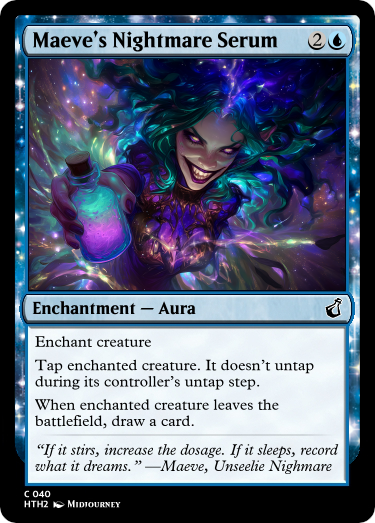 Maeve's Nightmare Serum 2
Enchantment — Aura
Enchant creature
Tap enchanted creature. It doesn't untap
during its controller's untap step.
When enchanted creature leaves the
battlefield, draw a card.
"If it stirs, increase the dosage. If it sleeps, record
what it dreams." —Maeve, Unseelie Nighmare
C 040
HTH2 Midjourney